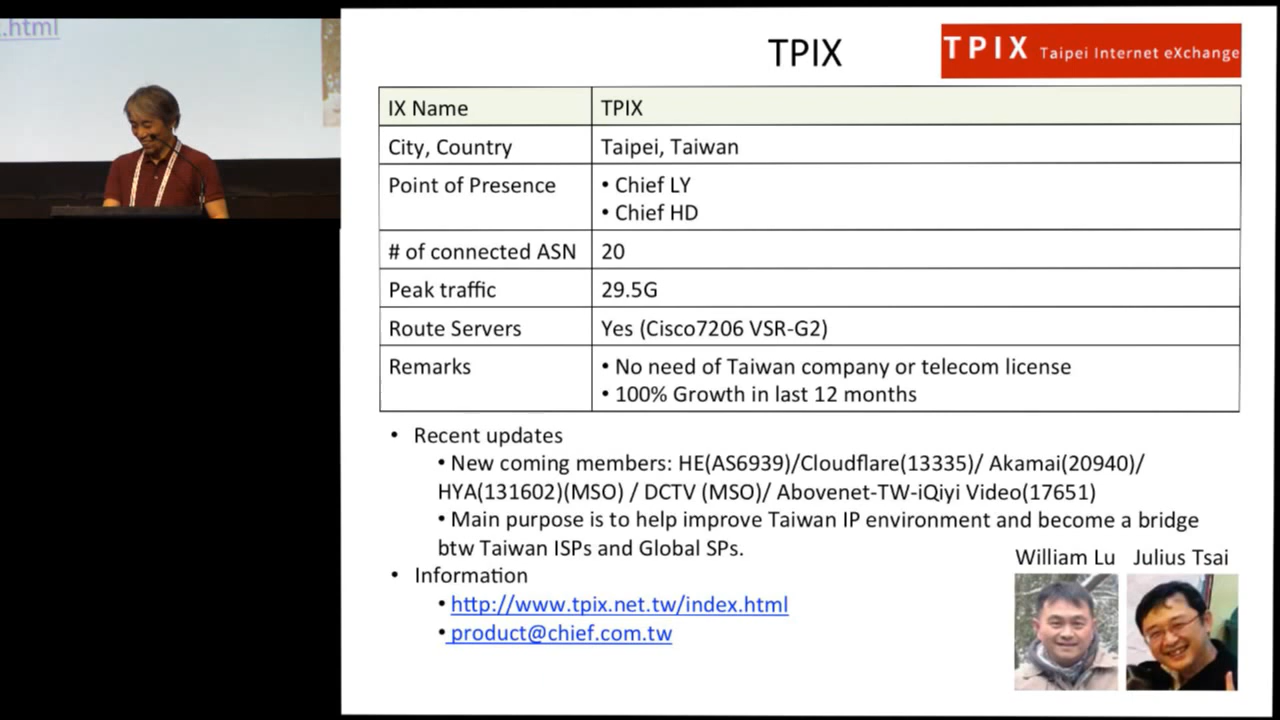 .html
TPIX
TPIX Taipei Internet eXchange
IX Name TPIX
City, Country Taipei, Taiwan
Point of Presence • Chief LY
• Chief HD
# of connected ASN 20
Peak traffic 29.5G
Route Servers Yes (Cisco7206 VSR-G2)
Remarks • No need of Taiwan company or telecom license
• 100% Growth in last 12 months
• Recent updates
• New coming members: HE(AS6939)/Cloudflare(13335)/ Akamai(20940)/
HYA(131602)(MSO) / DCTV (MSO)/ Abovenet-TW-iQiyi Video(17651)
• Main purpose is to help improve Taiwan IP environment and become a bridge
btw Taiwan ISPs and Global SPs.
• Information
• http://www.tpix.net.tw/index.html
• product@chief.com.tw
William Lu Julius Tsai